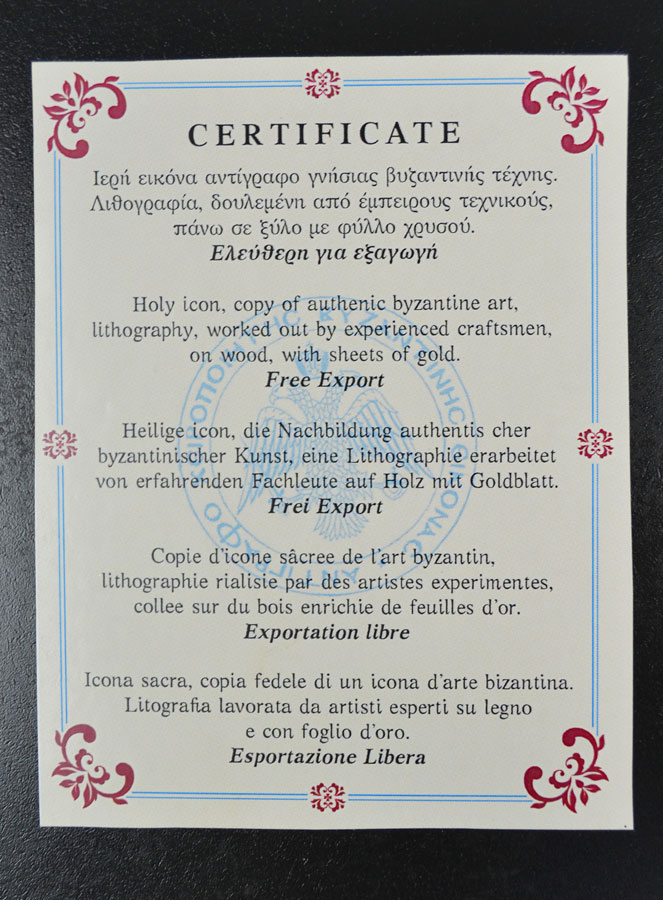 CERTIFICATE
Ιερή εικόνα αντίγραφο γνήσιας βυζαντινής τέχνης.
Λιθογραφία, δουλεμένη από έμπειρους τεχνικούς,
πάνω σε ξύλο με φύλλο χρυσού.
Ελεύθερη για εξαγωγή
Holy icon, copy of authenic byzantine art,
lithography, worked out by experienced craftsmen,
on wood, with sheets of gold.
Free Export
Heilige icon, die Nachbildung authentis cher
byzantinischer Kunst, eine Lithographie erarbeitet
von erfahrenden Fachleute auf Holz mit Goldblatt.
Frei Export
Copie d'icone sâcree de l'art byzantin,
lithographie rialisie par des artistes experimentes,
collee sur du bois enrichie de feuilles d'or.
Exportation libre
Icona sacra, copia fedele di un icona d'arte bizantina.
Litografia lavorata da artisti esperti su legno
e con foglio d'oro.
Esportazione Libera
ΑΝΤΙΓΡΑΦΟ ΧΕΙΡΟΠΟΙΗΤΗC ΒΥΖΑΝΤΙΝΗC ΕΙΚΟΝΑC